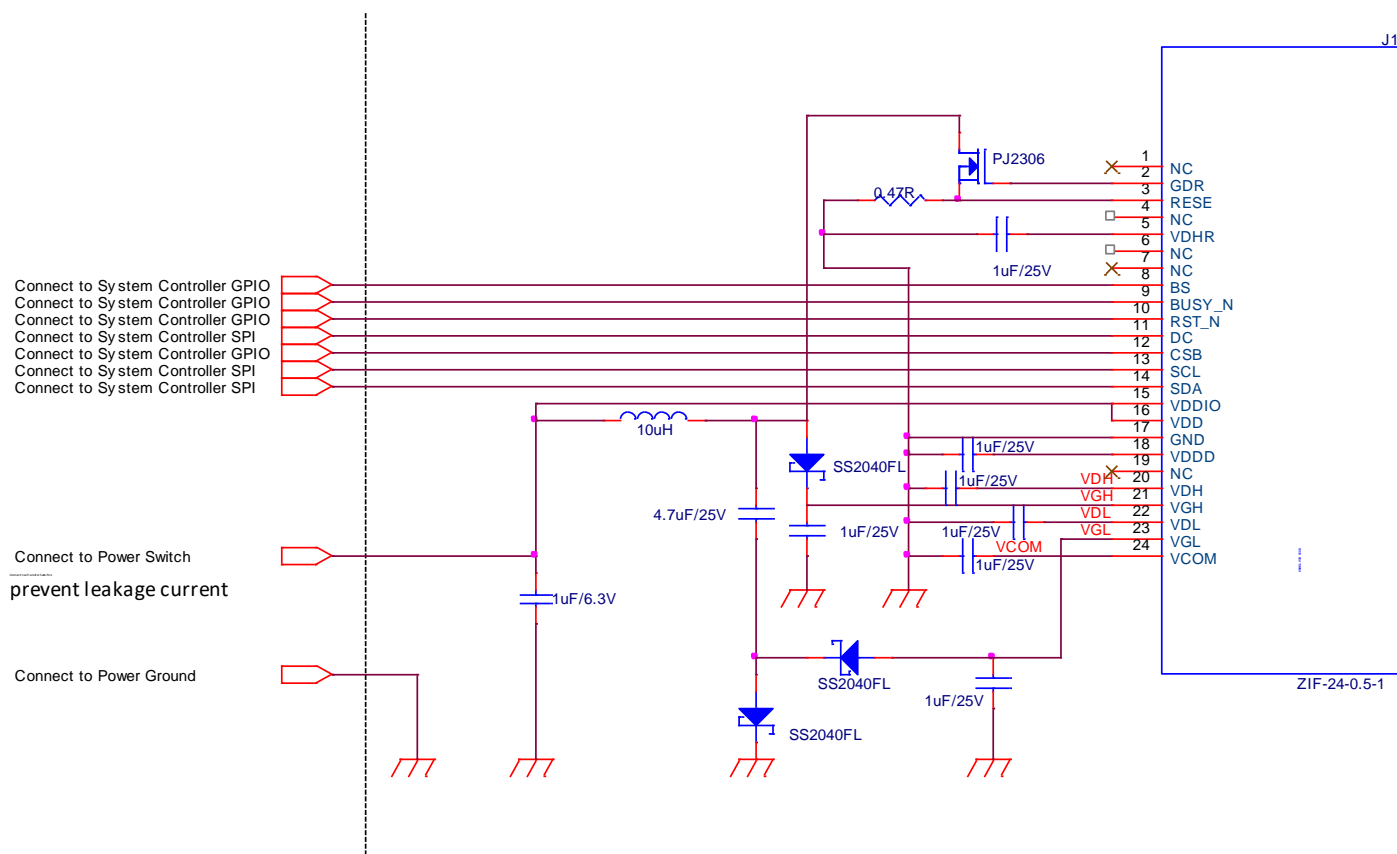 J1
PJ2306
0.47R
1uF/25V
1
NC
2
GDR
3
RESE
4
NC
5
VDHR
6
NC
7
NC
8
BS
9
BUSY_N
10
RST_N
11
DC
12
CSB
13
SCL
14
SDA
15
VDDIO
16
VDD
17
GND
18
VDDD
19
NC
20
VDH
21
VGH
22
VDL
23
VGL
24
VCOM
Connect to System Controller GPIO
Connect to System Controller GPIO
Connect to System Controller GPIO
Connect to System Controller SPI
Connect to System Controller GPIO
Connect to System Controller SPI
Connect to System Controller SPI
10uH
SS2040FL
1uF/25V
1uF/25V
VDH
VGH
VDL
VGL
4.7uF/25V
1uF/25V
1uF/25V
VCOM
1uF/25V
Connect to Power Switch
prevent leakage current
1uF/6.3V
Connect to Power Ground
SS2040FL
1uF/25V
SS2040FL
ZIF-24-0.5-1